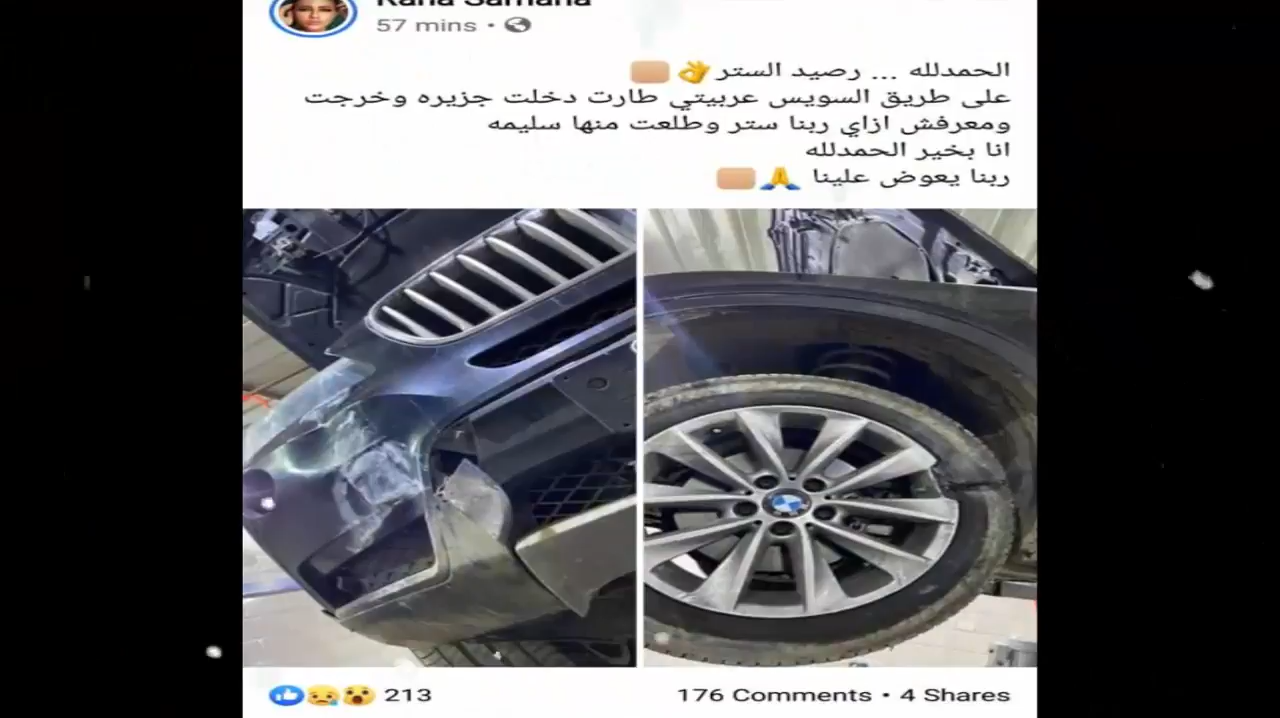 57 mins
الحمدلله ... رصيد الستر
على طريق السويس عربيتي طارت دخلت جزيره وخرجت
ومعرفش ازاي ربنا ستر وطلعت منها سليمه
انا بخير الحمدلله
ربنا يعوض علينا
213
176 Comments • 4 Shares